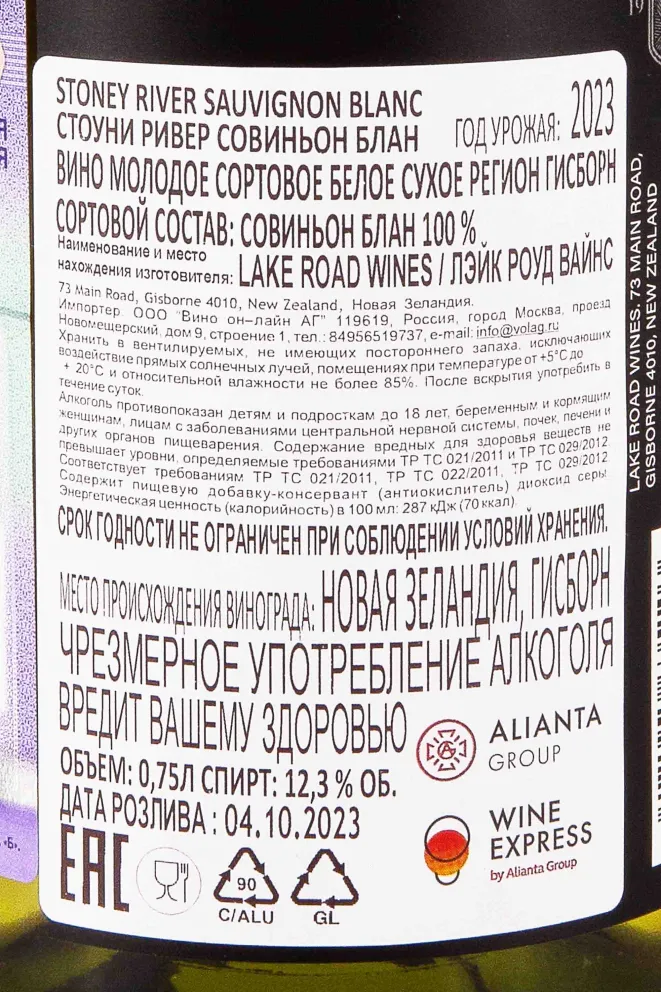 STONEY RIVER SAUVIGNON BLANC
СТОУНИ РИВЕР СОВИНЬОН БЛАН ГОД УРОЖАЯ: 2023
ВИНО МОЛОДОЕ СОРТОВОЕ БЕЛОЕ СУХОЕ РЕГИОН ГИСБОРН
СОРТОВОЙ СОСТАВ: СОВИНЬОН БЛАН 100 %
Наименование и место
нахождения изготовителя: LAKE ROAD WINES / ЛЭЙК РОУД ВАЙНС
73 Main Road, Gisborne 4010, New Zealand, Новая Зеландия.
Импортер: ООО "Вино он-лайн АГ" 119619, Россия, город Москва, проезд
Новомещерский, дом 9, строение 1, тел.: 84956519737, e-mail: info@volag.ru
Хранить в вентилируемых, не имеющих постороннего запаха, исключающих
воздействие прямых солнечных лучей, помещениях при температуре от +5°С до
+ 20°С и относительной влажности не более 85%. После вскрытия употребить в
течение суток.
Алкоголь противопоказан детям и подросткам до 18 лет, беременным и кормящим
женщинам, лицам с заболеваниями центральной нервной системы, почек, печени и
других органов пищеварения. Содержание вредных для здоровья веществ не
превышает уровни, определяемые требованиями ТР ТС 021/2011 и ТР ТС 029/2012
Соответствует требованиям ТР ТС 021/2011, ТР ТС 022/2011, ТР ТС 029/2012
Содержит пищевую добавку-консервант (антиокислитель) диоксид серы
Энергетическая ценность (калорийность) в 100 мл: 287 кДж (70 ккал).
СРОК ГОДНОСТИ НЕ ОГРАНИЧЕН ПРИ СОБЛЮДЕНИИ УСЛОВИЙ ХРАНЕНИЯ.
МЕСТО ПРОИСХОЖДЕНИЯ ВИНОГРАДА: НОВАЯ ЗЕЛАНДИЯ, ГИСБОРН
ЧРЕЗМЕРНОЕ УПОТРЕБЛЕНИЕ АЛКОГОЛЯ
ВРЕДИТ ВАШЕМУ ЗДОРОВЬЮ
ОБЪЕМ: 0,75Л СПИРТ: 12,3 % ОБ.
ДАТА РОЗЛИВА : 04.10.2023
ALIANTA
GROUP
WINE
EXPRESS
by Alianta Group
EAC
90
C/ALU
GL
LAKE ROAD WINES, 73 MAIN ROAD,
GISBORNE 4010, NEW ZEALAND
«Б».